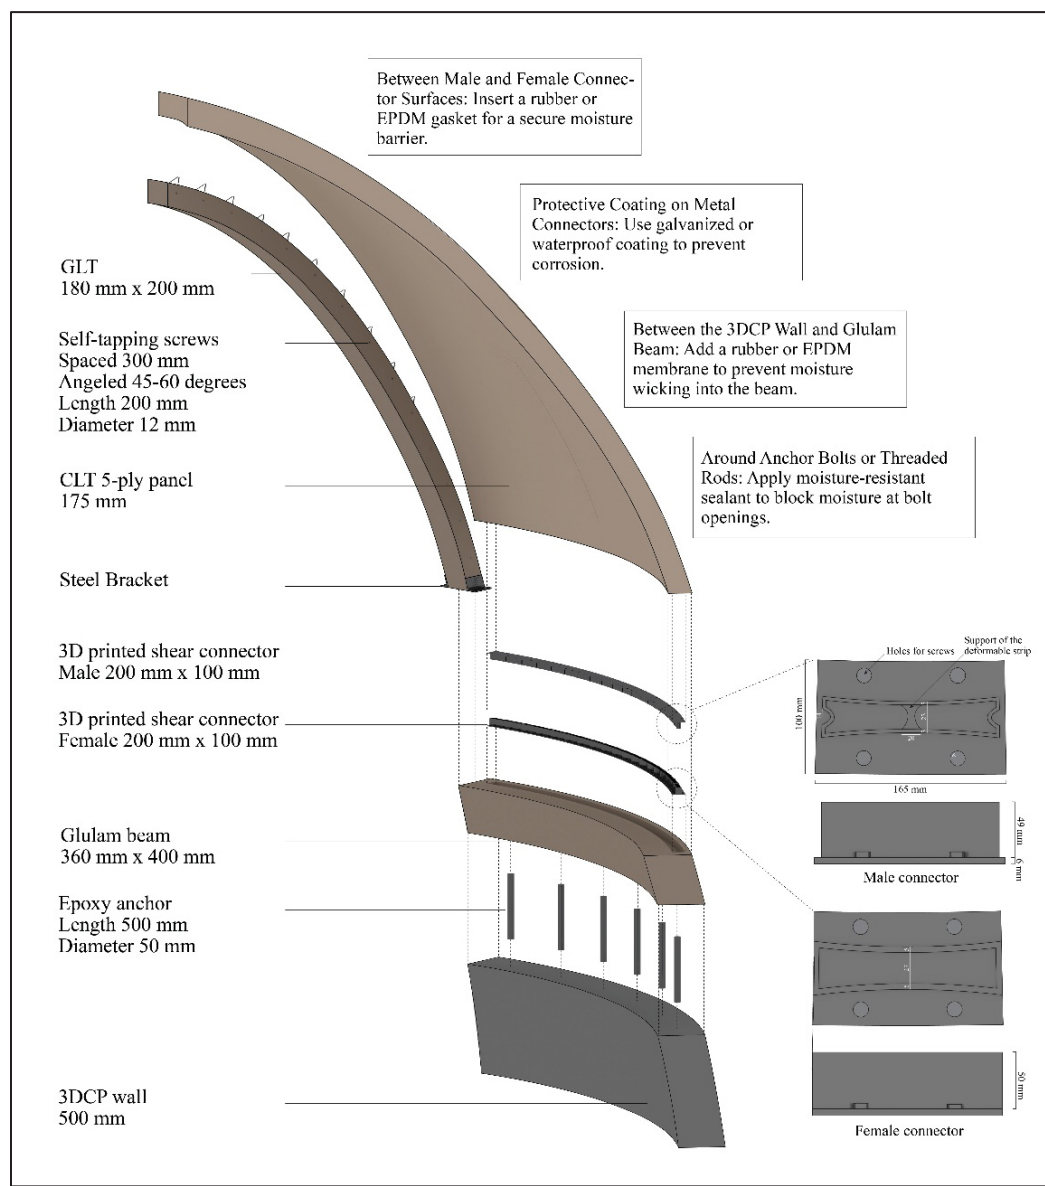 Between Male and Female Connec-
tor Surfaces: Insert a rubber or
EPDM gasket for a secure moisture
barrier.
Protective Coating on Metal
Connectors: Use galvanized or
waterproof coating to prevent
corrosion.
Between the 3DCP Wall and Glulam
Beam: Add a rubber or EPDM
membrane to prevent moisture
wicking into the beam.
Around Anchor Bolts or Threaded
Rods: Apply moisture-resistant
sealant to block moisture at bolt
openings.
GLT
180 mm x 200 mm
Self-tapping screws
Spaced 300 mm
Angeled 45-60 degrees
Length 200 mm
Diameter 12 mm
CLT 5-ply panel
175 mm
Steel Bracket
3D printed shear connector
Male 200 mm x 100 mm
3D printed shear connector
Female 200 mm x 100 mm
Glulam beam
360 mm x 400 mm
Epoxy anchor
Length 500 mm
Diameter 50 mm
3DCP wall
500 mm
Holes for screws
Support of the
deformable strip
100 mm
165 mm
49 mm
6 mm
Male connector
50 mm
Female connector